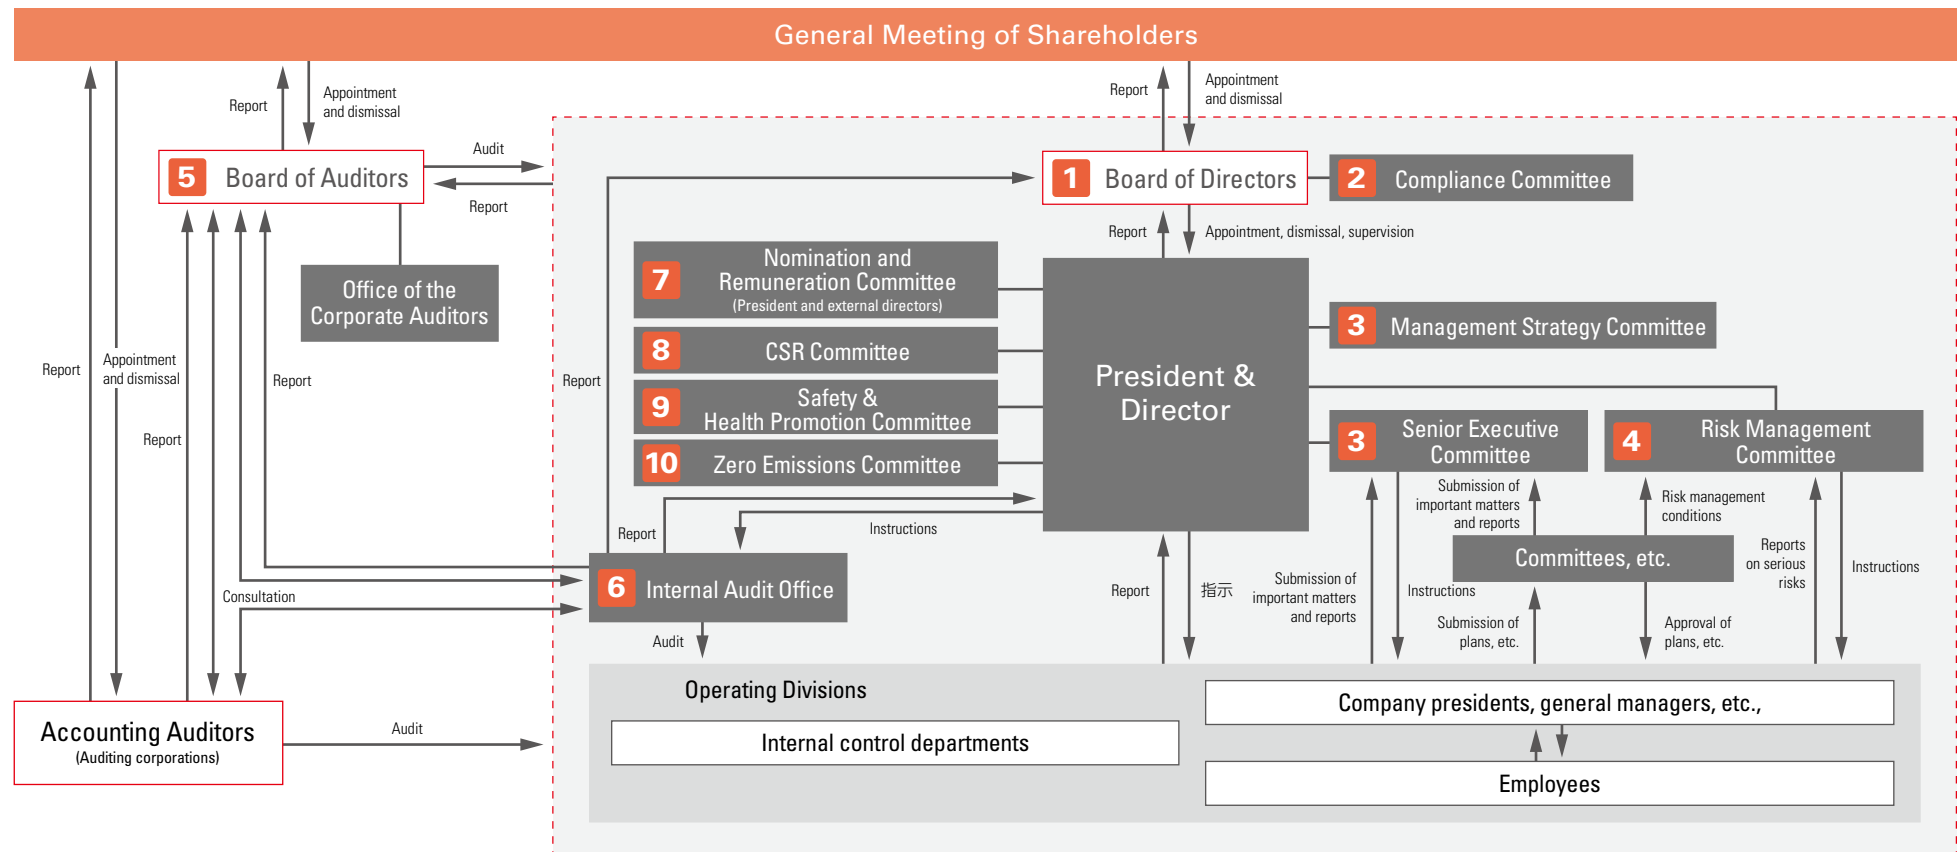 General Meeting of Shareholders
Report
Appointment
and dismissal
Report
Appointment
and dismissal
5 Board of Auditors
Audit
Report
1 Board of Directors
2 Compliance Committee
Report
Appointment, dismissal, supervision
Office of the
Corporate Auditors
7
Nomination and
Remuneration Committee
(President and external directors)
8 CSR Committee
9
Safety &
Health Promotion Committee
10 Zero Emissions Committee
President &
Director
3 Management Strategy Committee
3
Senior Executive
Committee
4
Risk Management
Committee
Report
Appointment
and dismissal
Report
Report
Report
Report
Instructions
Submission of
important matters
and reports
Risk management
conditions
Committees, etc.
Reports
on serious
risks
Instructions
6 Internal Audit Office
Consultation
Audit
Report
指示
Submission of
important matters
and reports
Instructions
Submission of
plans, etc.
Approval of
plans, etc.
Accounting Auditors
(Auditing corporations)
Audit
Operating Divisions
Internal control departments
Company presidents, general managers, etc.,
Employees